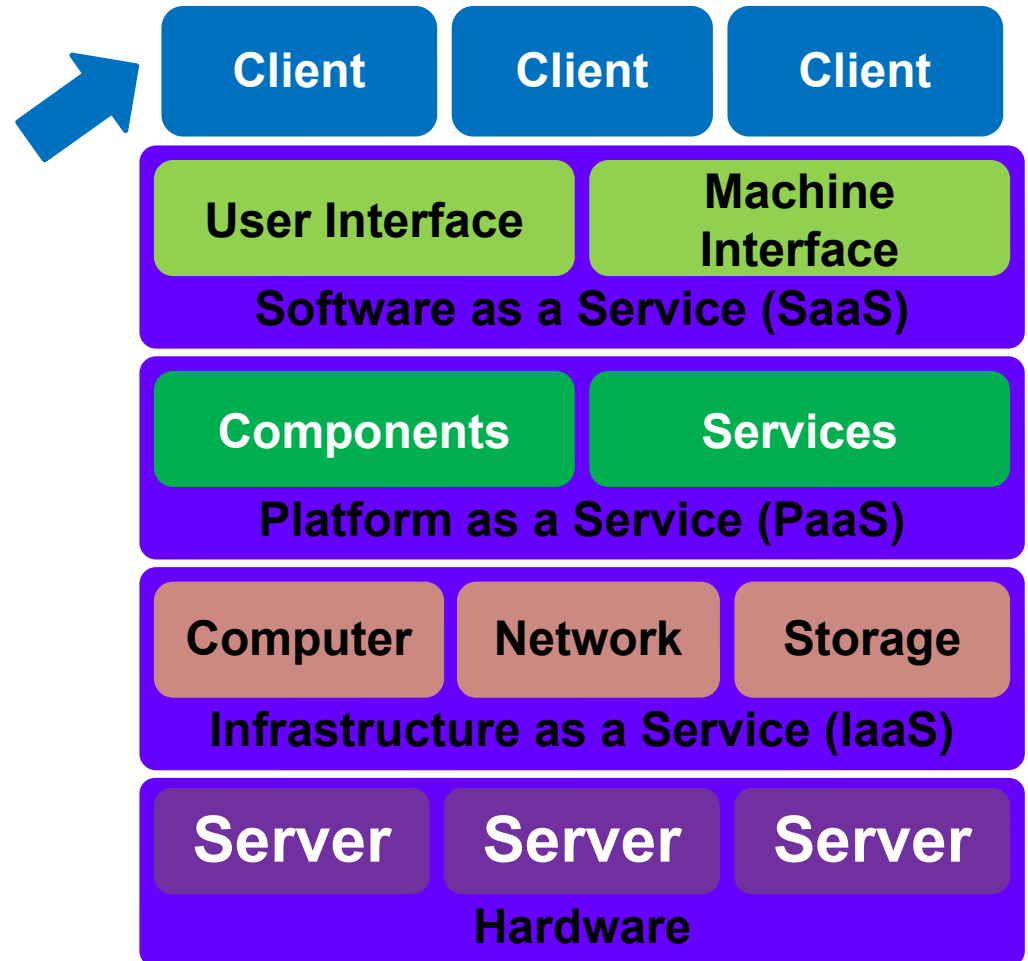 Client Client Client
User Interface Machine
Interface
Software as a Service (SaaS)
Components Services
Platform as a Service (PaaS)
Computer Network Storage
Infrastructure as a Service (IaaS)
Server Server Server
Hardware